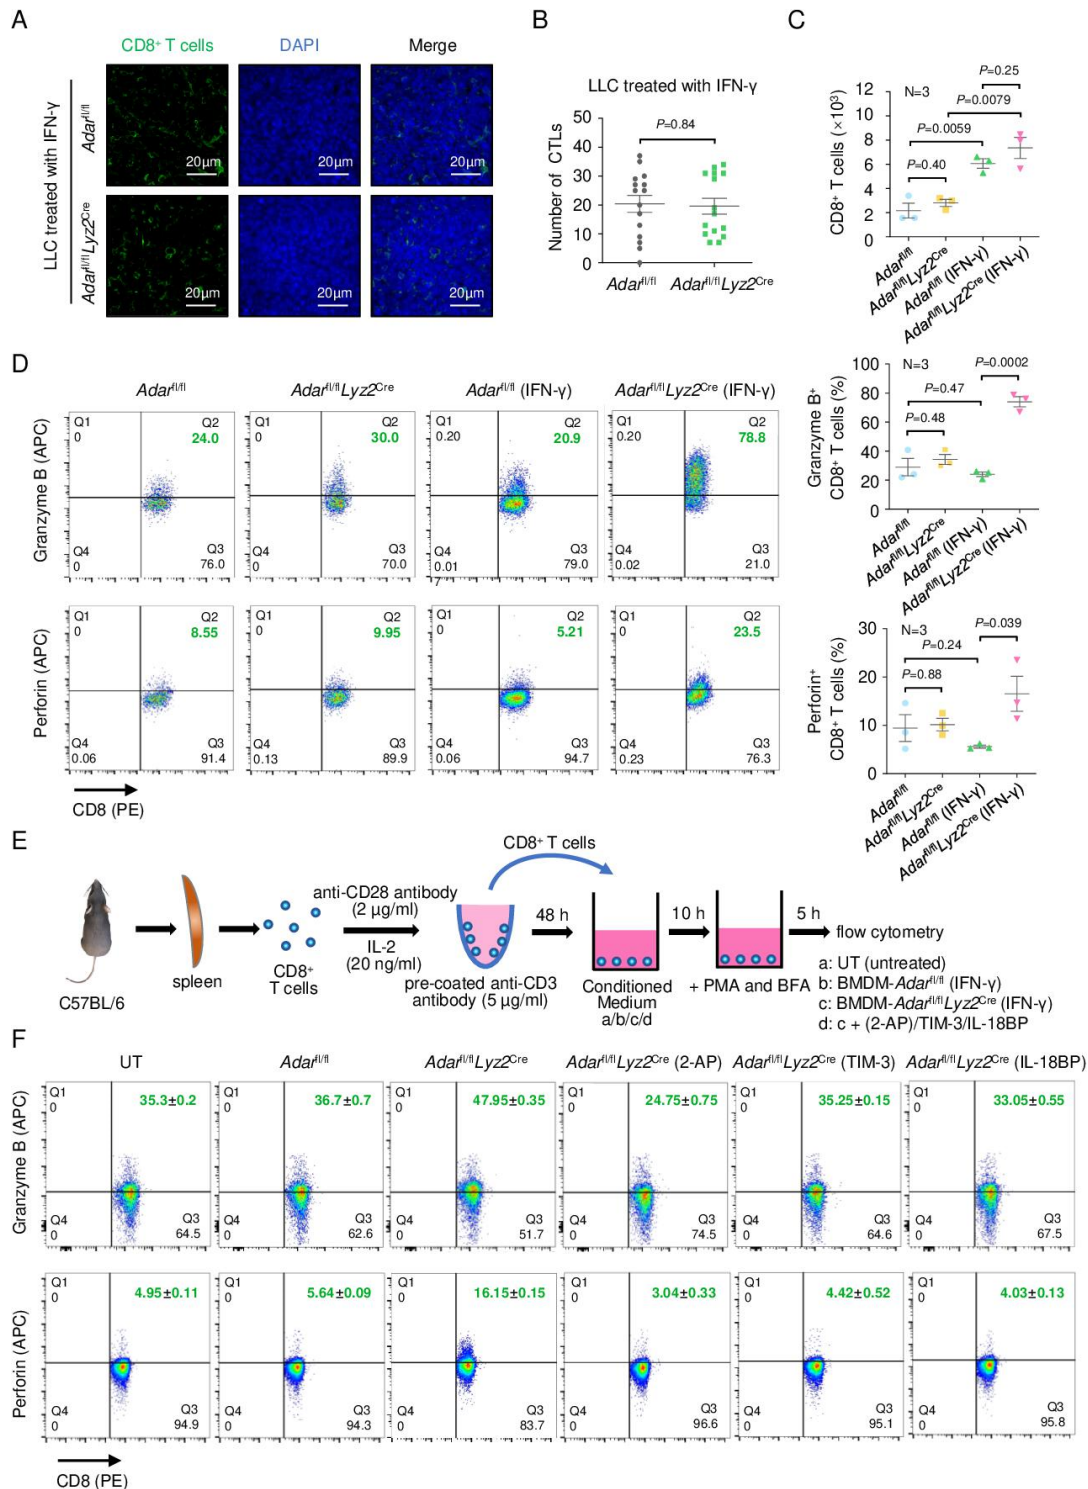 A
CD8⁺ T cells
DAPI
Merge
LLC treated with IFN-γ
Adar^fl/fl
20μm
20μm
20μm
Adar^fl/fl Lyz2^Cre
20μm
20μm
20μm
B
LLC treated with IFN-γ
Number of CTLs
50
40
30
20
10
0
P=0.84
Adar^fl/fl
Adar^fl/fl Lyz2^Cre
C
CD8⁺ T cells (×10³)
12
10
8
6
4
2
0
N=3
P=0.25
P=0.0079
P=0.0059
P=0.40
Adar^fl/fl
Adar^fl/fl Lyz2^Cre
Adar^fl/fl (IFN-γ)
Adar^fl/fl Lyz2^Cre (IFN-γ)
Granzyme B⁺
CD8⁺ T cells (%)
100
80
60
40
20
0
N=3
P=0.0002
P=0.47
P=0.48
Adar^fl/fl
Adar^fl/fl Lyz2^Cre
Adar^fl/fl (IFN-γ)
Adar^fl/fl Lyz2^Cre (IFN-γ)
Perforin⁺
CD8⁺ T cells (%)
30
20
10
0
N=3
P=0.039
P=0.24
P=0.88
Adar^fl/fl
Adar^fl/fl Lyz2^Cre
Adar^fl/fl (IFN-γ)
Adar^fl/fl Lyz2^Cre (IFN-γ)
D
Adar^fl/fl
Adar^fl/fl Lyz2^Cre
Adar^fl/fl (IFN-γ)
Adar^fl/fl Lyz2^Cre (IFN-γ)
Granzyme B (APC)
Q1
0
Q2
24.0
Q4
0
Q3
76.0
Q1
0
Q2
30.0
Q4
0
Q3
70.0
Q1
0.20
Q2
20.9
Q4
0.01
7
Q3
79.0
Q1
0.20
Q2
78.8
Q4
0.02
Q3
21.0
Perforin (APC)
Q1
0
Q2
8.55
Q4
0.06
Q3
91.4
Q1
0
Q2
9.95
Q4
0.13
Q3
89.9
Q1
0
Q2
5.21
Q4
0.06
Q3
94.7
Q1
0
Q2
23.5
Q4
0.23
Q3
76.3
CD8 (PE)
E
C57BL/6
spleen
CD8⁺
T cells
anti-CD28 antibody
(2 μg/ml)
IL-2
(20 ng/ml)
pre-coated anti-CD3
antibody (5 μg/ml)
CD8⁺ T cells
48 h
Conditioned
Medium
a/b/c/d
10 h
+ PMA and BFA
5 h
flow cytometry
a: UT (untreated)
b: BMDM-Adar^fl/fl (IFN-γ)
c: BMDM-Adar^fl/fl Lyz2^Cre (IFN-γ)
d: c + (2-AP)/TIM-3/IL-18BP
F
UT
Adar^fl/fl
Adar^fl/fl Lyz2^Cre
Adar^fl/fl Lyz2^Cre (2-AP)
Adar^fl/fl Lyz2^Cre (TIM-3)
Adar^fl/fl Lyz2^Cre (IL-18BP)
Granzyme B (APC)
Q1
0
35.3±0.2
Q4
0
Q3
64.5
Q1
0
36.7±0.7
Q4
0
Q3
62.6
Q1
0
47.95±0.35
Q4
0
Q3
51.7
Q1
0
24.75±0.75
Q4
0
Q3
74.5
Q1
0
35.25±0.15
Q4
0
Q3
64.6
Q1
0
33.05±0.55
Q4
0
Q3
67.5
Perforin (APC)
Q1
0
4.95±0.11
Q4
0
Q3
94.9
Q1
0
5.64±0.09
Q4
0
Q3
94.3
Q1
0
16.15±0.15
Q4
0
Q3
83.7
Q1
0
3.04±0.33
Q4
0
Q3
96.6
Q1
0
4.42±0.52
Q4
0
Q3
95.1
Q1
0
4.03±0.13
Q4
0
Q3
95.8
CD8 (PE)